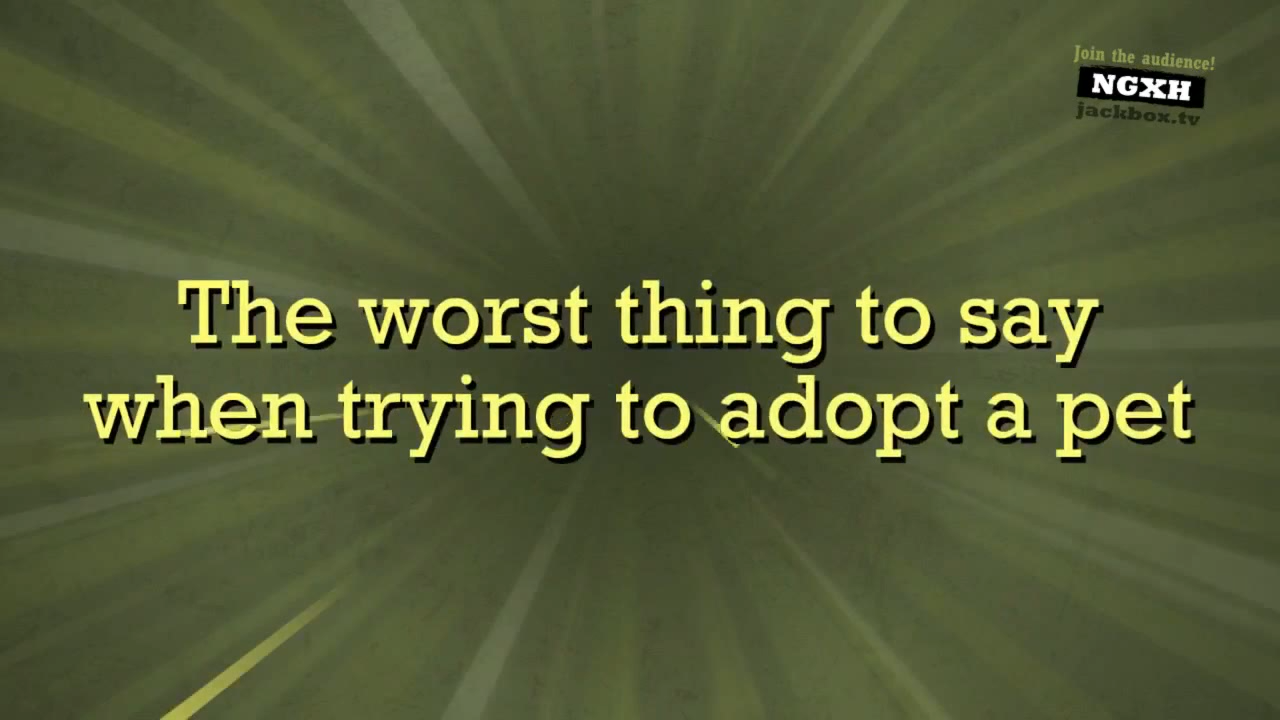 Join the audience!
NGXH
jackbox.tv
The worst thing to say
when trying to adopt a pet